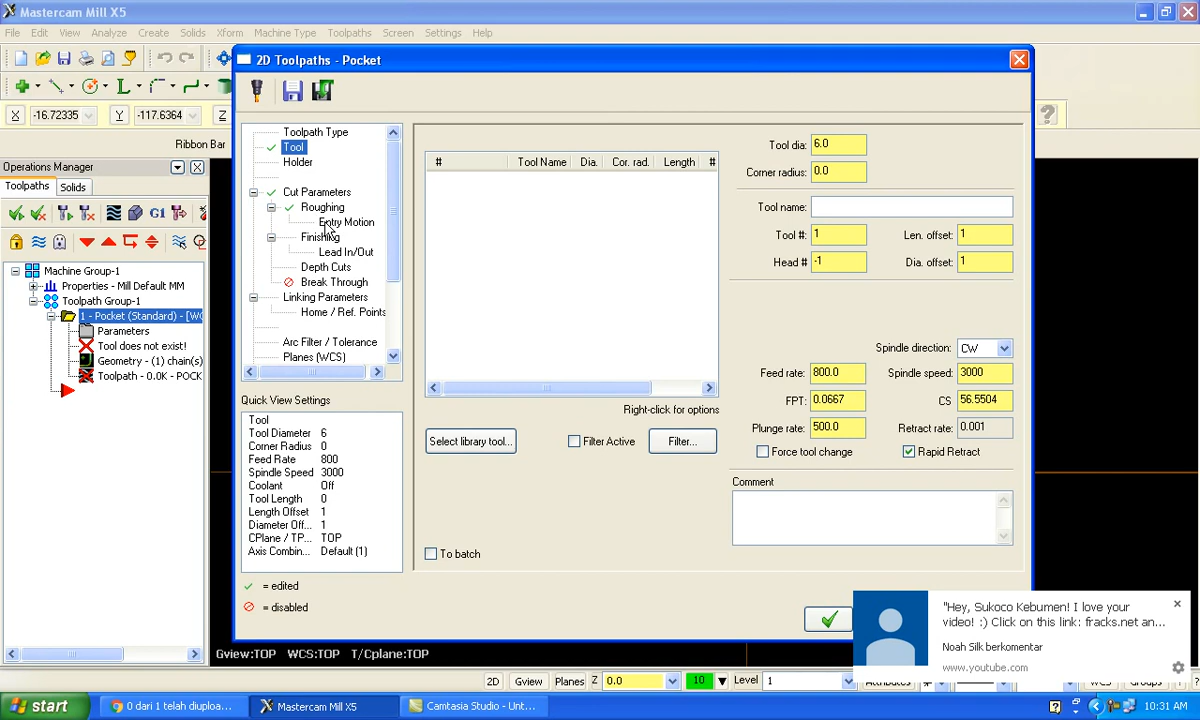 Mastercam Mill X5
File Edit View Analyze Create Solids Xform Machine Type Toolpaths Screen Settings Help
2D Toolpaths - Pocket
X -16.72335 Y -117.6364 Z
Ribbon Bar
Operations Manager
Toolpaths Solids
G1
Machine Group-1
Properties - Mill Default MM
Toolpath Group-1
1 - Pocket (Standard) - [WC
Parameters
Tool does not exist!
Geometry - (1) chain(s)
Toolpath - 0.0K - POCK
Toolpath Type
Tool
Holder
Cut Parameters
Roughing
Entry Motion
Finishing
Lead In/Out
Depth Cuts
Break Through
Linking Parameters
Home / Ref. Points
Arc Filter / Tolerance
Planes (WCS)
Quick View Settings
Tool
Tool Diameter 6
Corner Radius 0
Feed Rate 800
Spindle Speed 3000
Coolant Off
Tool Length 0
Length Offset 1
Diameter Off... 1
CPlane / TP... TOP
Axis Combin... Default (1)
= edited
= disabled
# Tool Name Dia. Cor. rad. Length #
Right-click for options
Select library tool... Filter Active Filter...
To batch
Tool dia: 6.0
Corner radius: 0.0
Tool name:
Tool #: 1 Len. offset: 1
Head # -1 Dia. offset: 1
Spindle direction: CW
Feed rate: 800.0 Spindle speed: 3000
FPT: 0.0667 CS 56.5504
Plunge rate: 500.0 Retract rate: 0.001
Force tool change Rapid Retract
Comment
"Hey, Sukoco Kebumen! I love your
video! :) Click on this link: fracks.net an...
Noah Silk berkomentar
www.youtube.com
Gview:TOP WCS:TOP T/Cplane:TOP
2D Gview Planes Z 0.0 10 Level 1 Attributes WCS Groups
start 0 dari 1 telah diuploa... Mastercam Mill X5 Camtasia Studio - Unt... 10:31 AM